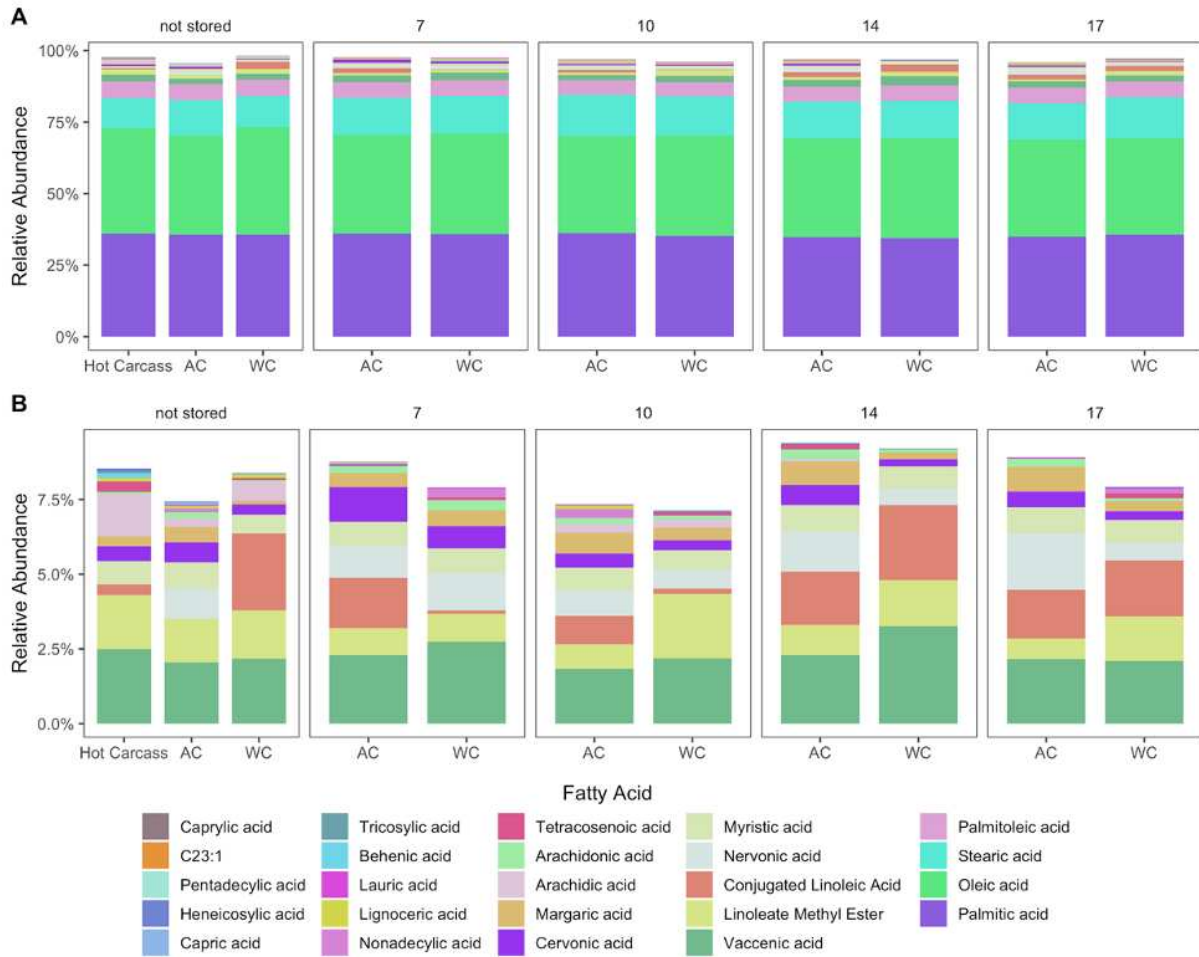 A
not stored 7 10 14 17
100%
75%
50%
25%
0%
Relative Abundance
Hot Carcass AC WC AC WC AC WC AC WC AC WC
B
not stored 7 10 14 17
7.5%
5.0%
2.5%
0.0%
Relative Abundance
Hot Carcass AC WC AC WC AC WC AC WC AC WC
Fatty Acid
Caprylic acid Tricosylic acid Tetracosenoic acid Myristic acid Palmitoleic acid
C23:1 Behenic acid Arachidonic acid Nervonic acid Stearic acid
Pentadecylic acid Lauric acid Arachidic acid Conjugated Linoleic Acid Oleic acid
Heneicosylic acid Lignoceric acid Margaric acid Linoleate Methyl Ester Palmitic acid
Capric acid Nonadecylic acid Cervonic acid Vaccenic acid